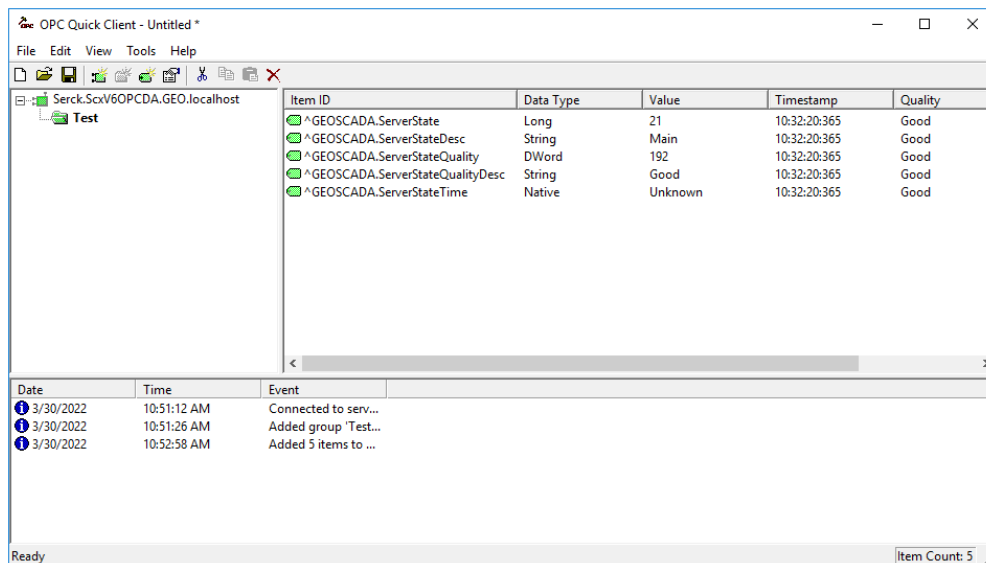 OPC Quick Client - Untitled *
File Edit View Tools Help
Serck.ScxV6OPCDA.GEO.localhost
Test
Item ID Data Type Value Timestamp Quality
^GEOSCADA.ServerState Long 21 10:32:20:365 Good
^GEOSCADA.ServerStateDesc String Main 10:32:20:365 Good
^GEOSCADA.ServerStateQuality DWord 192 10:32:20:365 Good
^GEOSCADA.ServerStateQualityDesc String Good 10:32:20:365 Good
^GEOSCADA.ServerStateTime Native Unknown 10:32:20:365 Good
Date Time Event
3/30/2022 10:51:12 AM Connected to serv...
3/30/2022 10:51:26 AM Added group 'Test...
3/30/2022 10:52:58 AM Added 5 items to ...
Ready Item Count: 5